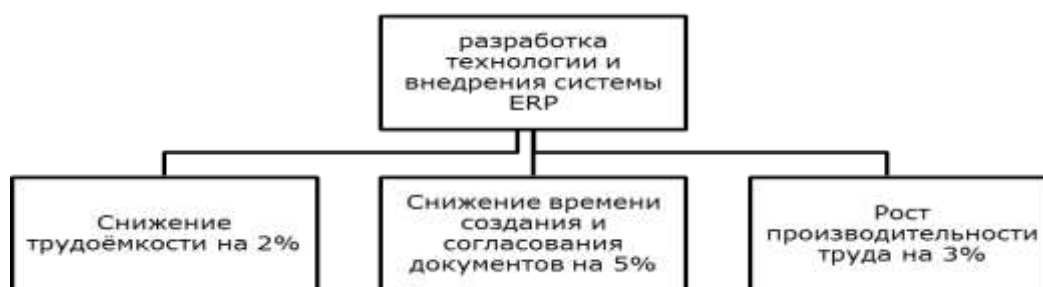 разработка
технологии и
внедрения системы
ERP
Снижение
трудоёмкости на 2%
Снижение времени
создания и
согласования
документов на 5%
Рост
производительности
труда на 3%